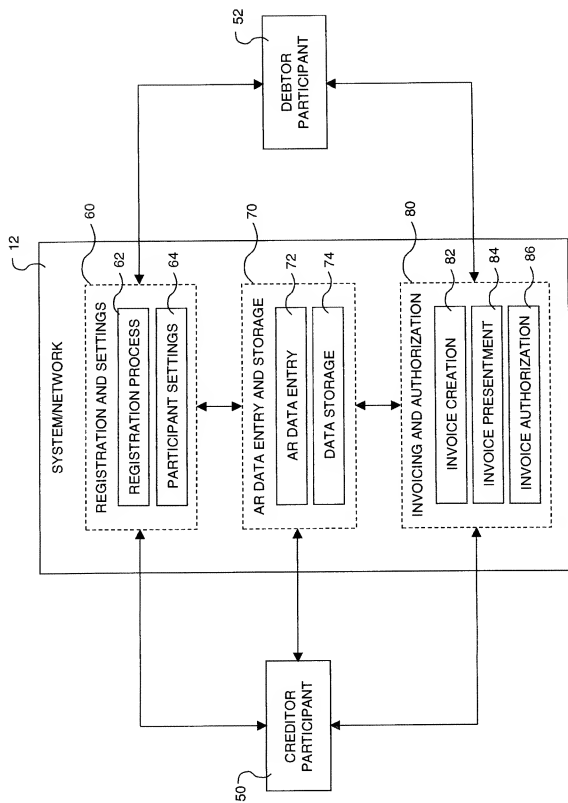 12
SYSTEM/NETWORK
60
REGISTRATION AND SETTINGS
62
REGISTRATION PROCESS
64
PARTICIPANT SETTINGS
70
AR DATA ENTRY AND STORAGE
72
AR DATA ENTRY
74
DATA STORAGE
80
INVOICING AND AUTHORIZATION
82
INVOICE CREATION
84
INVOICE PRESENTMENT
86
INVOICE AUTHORIZATION
50
CREDITOR
PARTICIPANT
52
DEBTOR
PARTICIPANT